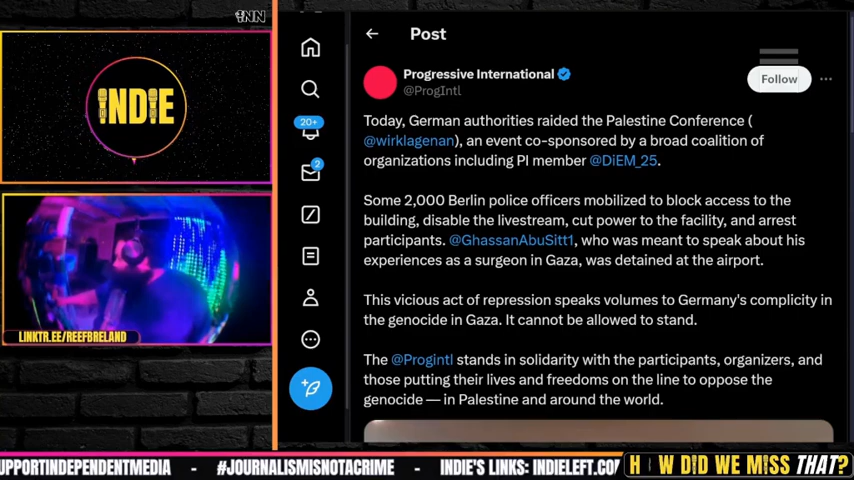 INN
INDIE
LINKTR.EE/REEFBRELAND
20+
2
Post
Progressive International
@ProgIntl
Follow
Today, German authorities raided the Palestine Conference (
@wirklagenan), an event co-sponsored by a broad coalition of
organizations including PI member @DiEM_25.
Some 2,000 Berlin police officers mobilized to block access to the
building, disable the livestream, cut power to the facility, and arrest
participants. @GhassanAbuSitt1, who was meant to speak about his
experiences as a surgeon in Gaza, was detained at the airport.
This vicious act of repression speaks volumes to Germany's complicity in
the genocide in Gaza. It cannot be allowed to stand.
The @Progintl stands in solidarity with the participants, organizers, and
those putting their lives and freedoms on the line to oppose the
genocide — in Palestine and around the world.
UPPORTINDEPENDENTMEDIA - #JOURNALISMISNOTACRIME - INDIE'S LINKS: INDIELEFT.CO
H W DID WE MISS THAT?